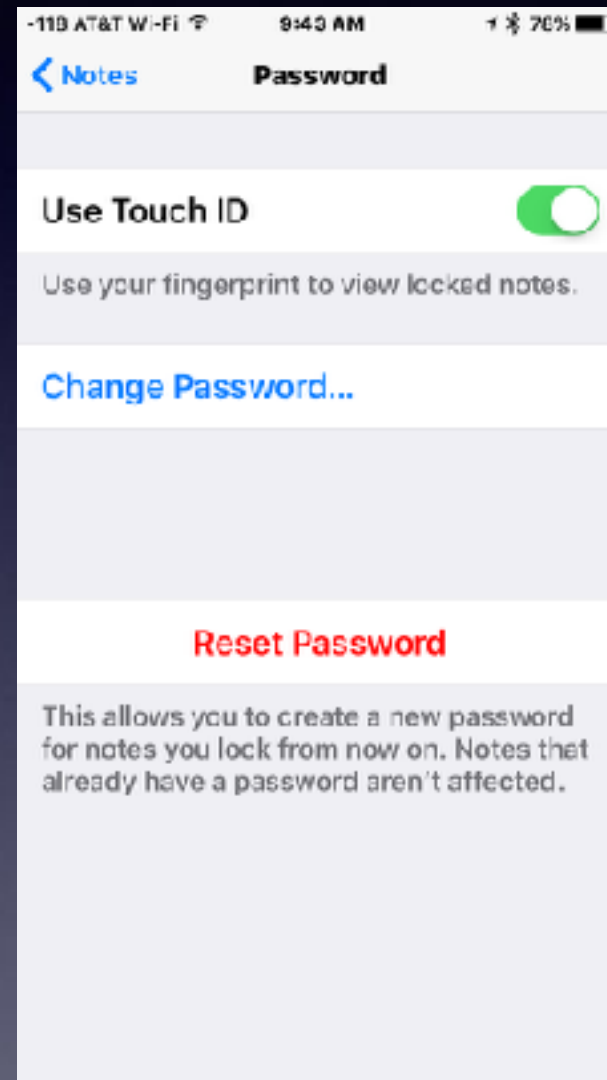 -118 AT&T Wi-Fi 9:43 AM 76%
Notes Password
Use Touch ID
Use your fingerprint to view locked notes.
Change Password...
Reset Password
This allows you to create a new password
for notes you lock from now on. Notes that
already have a password aren't affected.